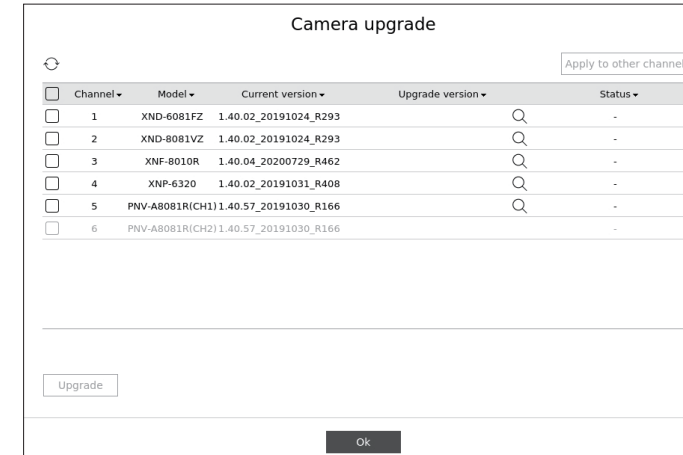 Camera upgrade
Apply to other channel
Channel Model Current version Upgrade version Status
1 XND-6081FZ 1.40.02_20191024_R293 -
2 XND-8081VZ 1.40.02_20191024_R293 -
3 XNF-8010R 1.40.04_20200729_R462 -
4 XNP-6320 1.40.02_20191031_R408 -
5 PNV-A8081R(CH1) 1.40.57_20191030_R166 -
6 PNV-A8081R(CH2) 1.40.57_20191030_R166 -
Upgrade
Ok